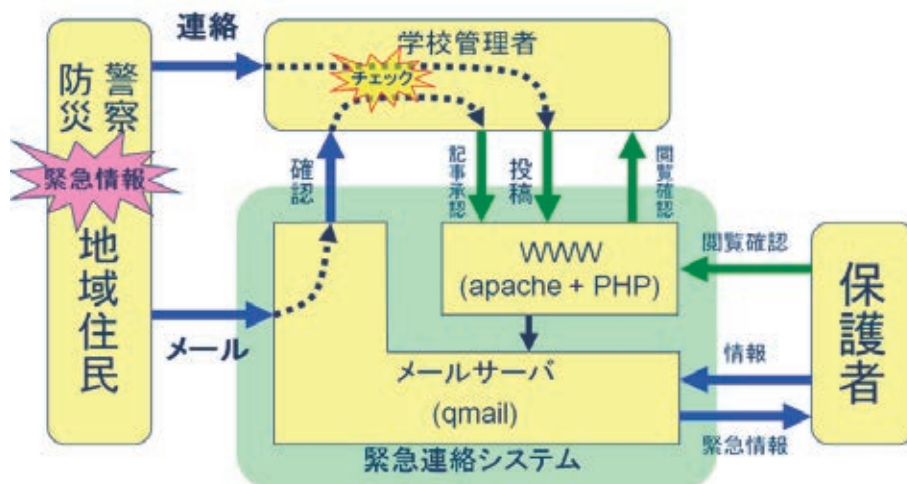 連絡
学校管理者
チェック
防災
警察
緊急情報
地域住民
メール
確認
記事承認
投稿
閲覧確認
WWW
(apache + PHP)
閲覧確認
保護者
メールサーバ
(qmail)
情報
緊急情報
緊急連絡システム